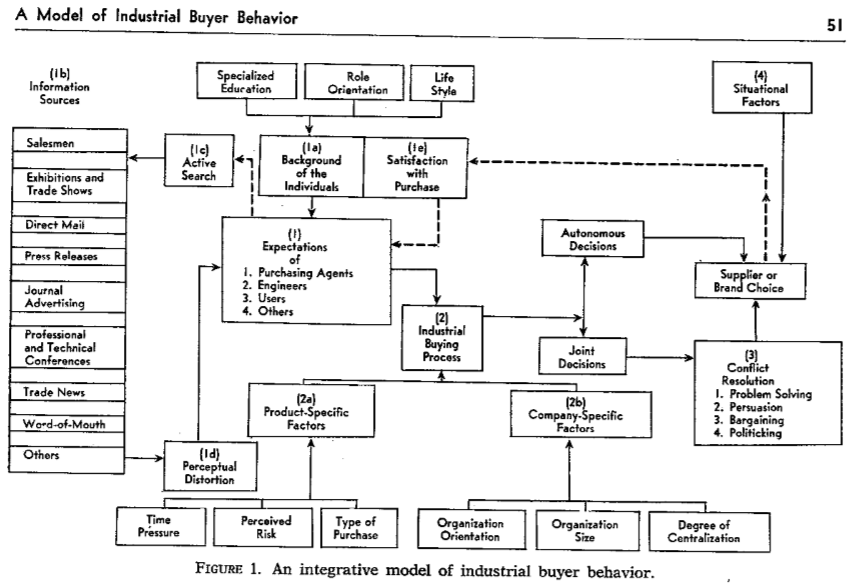 A Model of Industrial Buyer Behavior
51
(1b)
Information
Sources
Specialized
Education
Role
Orientation
Life
Style
(4)
Situational
Factors
Salesmen
Exhibitions and
Trade Shows
Direct Mail
Press Releases
Journal
Advertising
Professional
and Technical
Conferences
Trade News
Word-of-Mouth
Others
(1c)
Active
Search
(1a)
Background
of the
Individuals
(1e)
Satisfaction
with
Purchase
(1)
Expectations
of
1. Purchasing Agents
2. Engineers
3. Users
4. Others
Autonomous
Decisions
Supplier or
Brand Choice
(2)
Industrial
Buying
Process
Joint
Decisions
(3)
Conflict
Resolution
1. Problem Solving
2. Persuasion
3. Bargaining
4. Politicking
(2a)
Product-Specific
Factors
(2b)
Company-Specific
Factors
(1d)
Perceptual
Distortion
Time
Pressure
Perceived
Risk
Type of
Purchase
Organization
Orientation
Organization
Size
Degree of
Centralization
FIGURE 1. An integrative model of industrial buyer behavior.